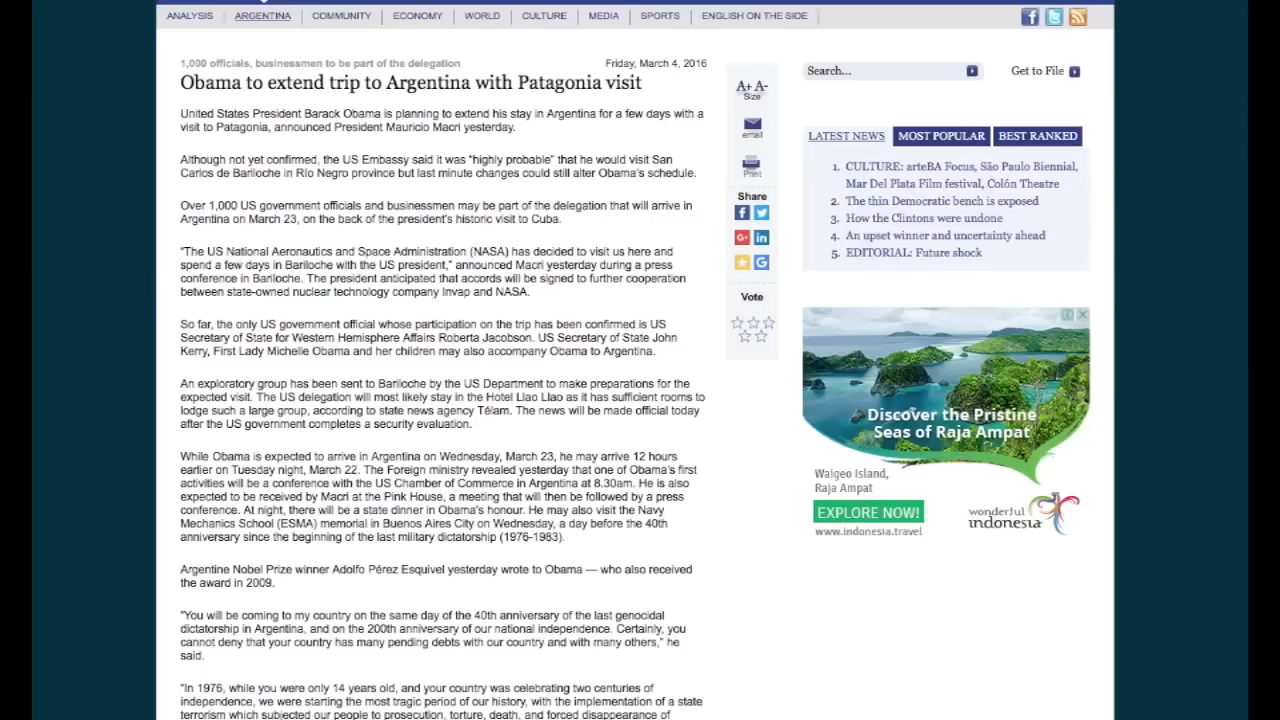 ANALYSIS ARGENTINA COMMUNITY ECONOMY WORLD CULTURE MEDIA SPORTS ENGLISH ON THE SIDE
1,000 officials, businessmen to be part of the delegation
Friday, March 4, 2016
Obama to extend trip to Argentina with Patagonia visit
United States President Barack Obama is planning to extend his stay in Argentina for a few days with a
visit to Patagonia, announced President Mauricio Macri yesterday.
Although not yet confirmed, the US Embassy said it was "highly probable" that he would visit San
Carlos de Bariloche in Río Negro province but last minute changes could still alter Obama's schedule.
Over 1,000 US government officials and businessmen may be part of the delegation that will arrive in
Argentina on March 23, on the back of the president's historic visit to Cuba.
"The US National Aeronautics and Space Administration (NASA) has decided to visit us here and
spend a few days in Bariloche with the US president," announced Macri yesterday during a press
conference in Bariloche. The president anticipated that accords will be signed to further cooperation
between state-owned nuclear technology company Invap and NASA.
So far, the only US government official whose participation on the trip has been confirmed is US
Secretary of State for Western Hemisphere Affairs Roberta Jacobson. US Secretary of State John
Kerry, First Lady Michelle Obama and her children may also accompany Obama to Argentina.
An exploratory group has been sent to Bariloche by the US Department to make preparations for the
expected visit. The US delegation will most likely stay in the Hotel Llao Llao as it has sufficient rooms to
lodge such a large group, according to state news agency Télam. The news will be made official today
after the US government completes a security evaluation.
While Obama is expected to arrive in Argentina on Wednesday, March 23, he may arrive 12 hours
earlier on Tuesday night, March 22. The Foreign ministry revealed yesterday that one of Obama's first
activities will be a conference with the US Chamber of Commerce in Argentina at 8.30am. He is also
expected to be received by Macri at the Pink House, a meeting that will then be followed by a press
conference. At night, there will be a state dinner in Obama's honour. He may also visit the Navy
Mechanics School (ESMA) memorial in Buenos Aires City on Wednesday, a day before the 40th
anniversary since the beginning of the last military dictatorship (1976-1983).
Argentine Nobel Prize winner Adolfo Pérez Esquivel yesterday wrote to Obama — who also received
the award in 2009.
"You will be coming to my country on the same day of the 40th anniversary of the last genocidal
dictatorship in Argentina, and on the 200th anniversary of our national independence. Certainly, you
cannot deny that your country has many pending debts with our country and with many others," he
said.
"In 1976, while you were only 14 years old, and your country was celebrating two centuries of
independence, we were starting the most tragic period of our history, with the implementation of a state
terrorism which subjected our people to prosecution, torture, death, and forced disappearance of
A+ A-
Size
email
Print
Share
Vote
Search...
Get to File
LATEST NEWS MOST POPULAR BEST RANKED
1. CULTURE: arteBA Focus, São Paulo Biennial,
Mar Del Plata Film festival, Colón Theatre
2. The thin Democratic bench is exposed
3. How the Clintons were undone
4. An upset winner and uncertainty ahead
5. EDITORIAL: Future shock
Discover the Pristine
Seas of Raja Ampat
Waigeo Island,
Raja Ampat
EXPLORE NOW!
www.indonesia.travel
wonderful
indonesia